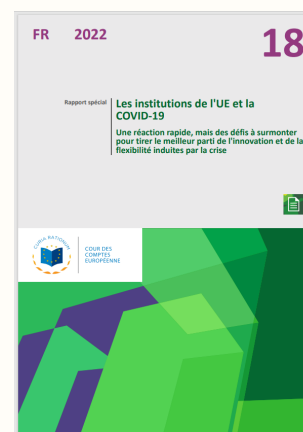 FR 2022 18
Rapport spécial
Les institutions de l'UE et la
COVID-19
Une réaction rapide, mais des défis à surmonter
pour tirer le meilleur parti de l'innovation et de la
flexibilité induites par la crise
CURIA RATIONUM
COUR DES
COMPTES
EUROPÉENNE